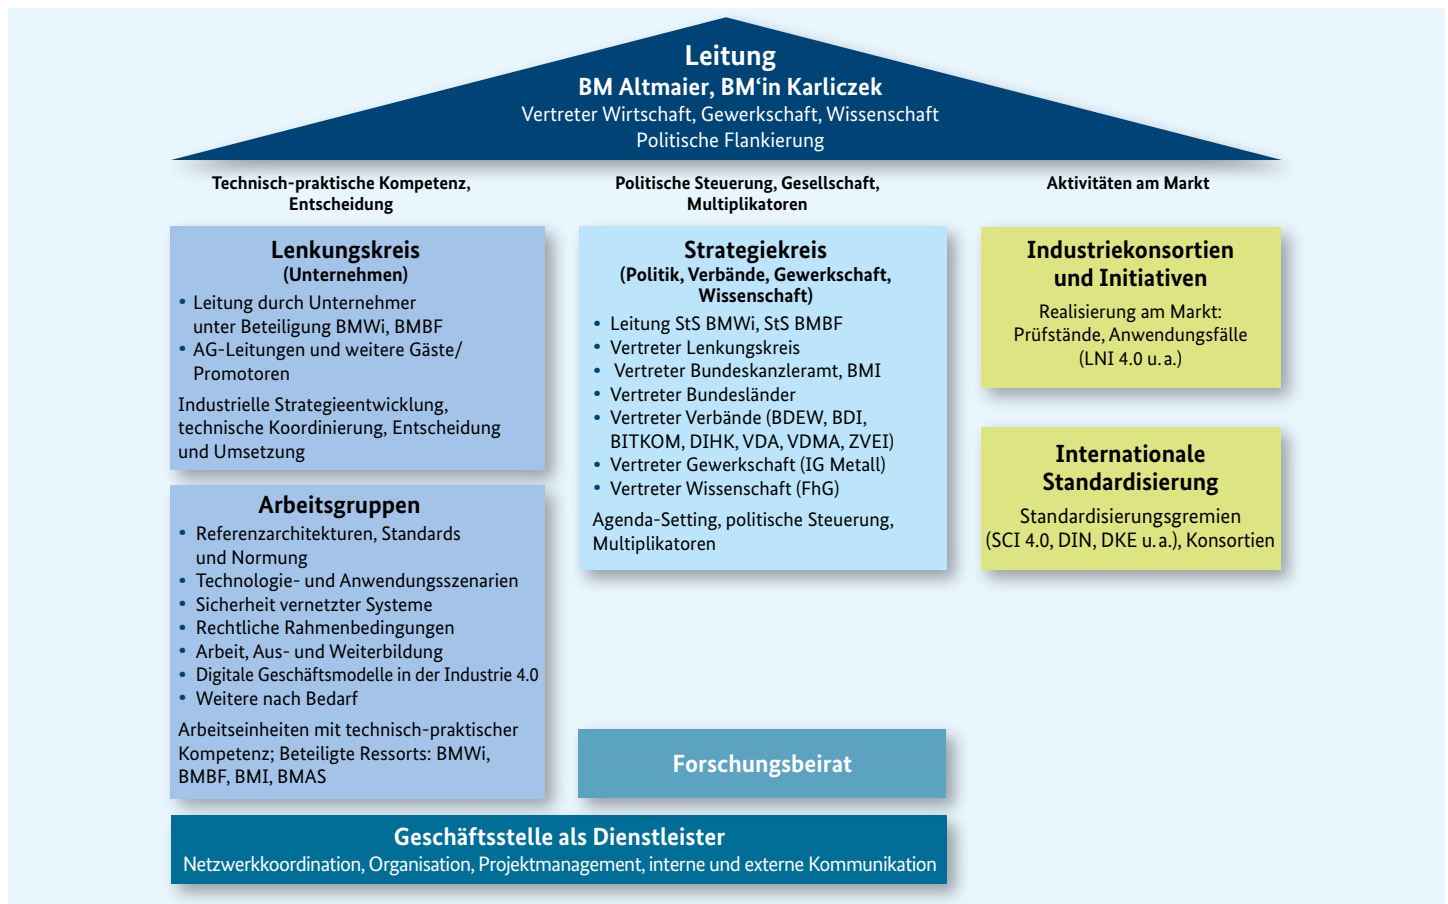 Leitung
BM Altmaier, BM‘in Karliczek
Vertreter Wirtschaft, Gewerkschaft, Wissenschaft
Politische Flankierung
Technisch-praktische Kompetenz,
Entscheidung
Lenkungskreis
(Unternehmen)
• Leitung durch Unternehmer
unter Beteiligung BMWi, BMBF
• AG-Leitungen und weitere Gäste/
Promotoren
Industrielle Strategieentwicklung,
technische Koordinierung, Entscheidung
und Umsetzung
Arbeitsgruppen
• Referenzarchitekturen, Standards
und Normung
• Technologie- und Anwendungsszenarien
• Sicherheit vernetzter Systeme
• Rechtliche Rahmenbedingungen
• Arbeit, Aus- und Weiterbildung
• Digitale Geschäftsmodelle in der Industrie 4.0
• Weitere nach Bedarf
Arbeitseinheiten mit technisch-praktischer
Kompetenz; Beteiligte Ressorts: BMWi,
BMBF, BMI, BMAS
Politische Steuerung, Gesellschaft,
Multiplikatoren
Strategiekreis
(Politik, Verbände, Gewerkschaft,
Wissenschaft)
• Leitung StS BMWi, StS BMBF
• Vertreter Lenkungskreis
• Vertreter Bundeskanzleramt, BMI
• Vertreter Bundesländer
• Vertreter Verbände (BDEW, BDI,
BITKOM, DIHK, VDA, VDMA, ZVEI)
• Vertreter Gewerkschaft (IG Metall)
• Vertreter Wissenschaft (FhG)
Agenda-Setting, politische Steuerung,
Multiplikatoren
Forschungsbeirat
Aktivitäten am Markt
Industriekonsortien
und Initiativen
Realisierung am Markt:
Prüfstände, Anwendungsfälle
(LNI 4.0 u. a.)
Internationale
Standardisierung
Standardisierungsgremien
(SCI 4.0, DIN, DKE u. a.), Konsortien
Geschäftsstelle als Dienstleister
Netzwerkkoordination, Organisation, Projektmanagement, interne und externe Kommunikation